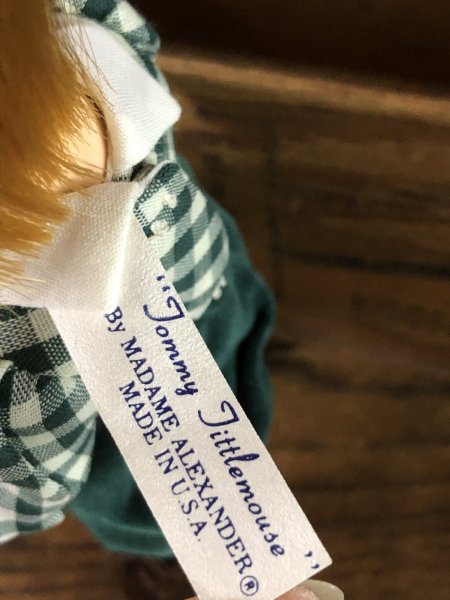 "Tommy Tittlemouse"
By MADAME ALEXANDER®
MADE IN U.S.A.